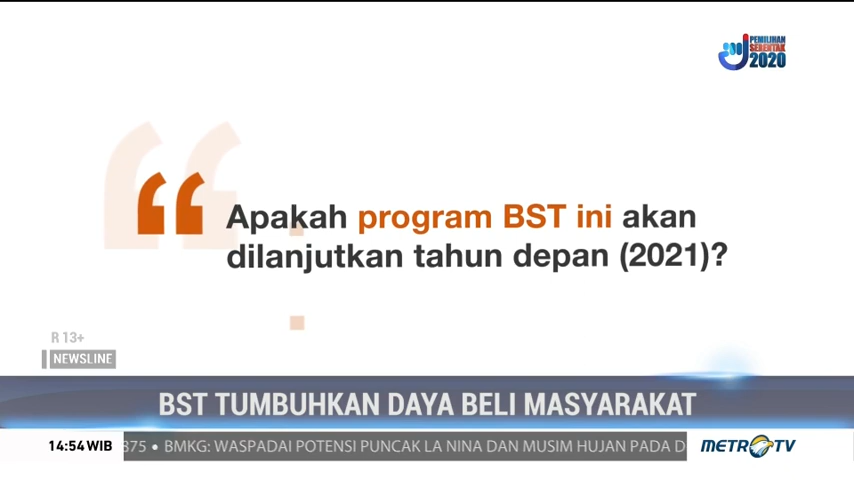 PEMILIHAN
SERENTAK
2020
Apakah program BST ini akan
dilanjutkan tahun depan (2021)?
R 13+
NEWSLINE
BST TUMBUHKAN DAYA BELI MASYARAKAT
14:54 WIB
875 • BMKG: WASPADAI POTENSI PUNCAK LA NINA DAN MUSIM HUJAN PADA D
METRO TV